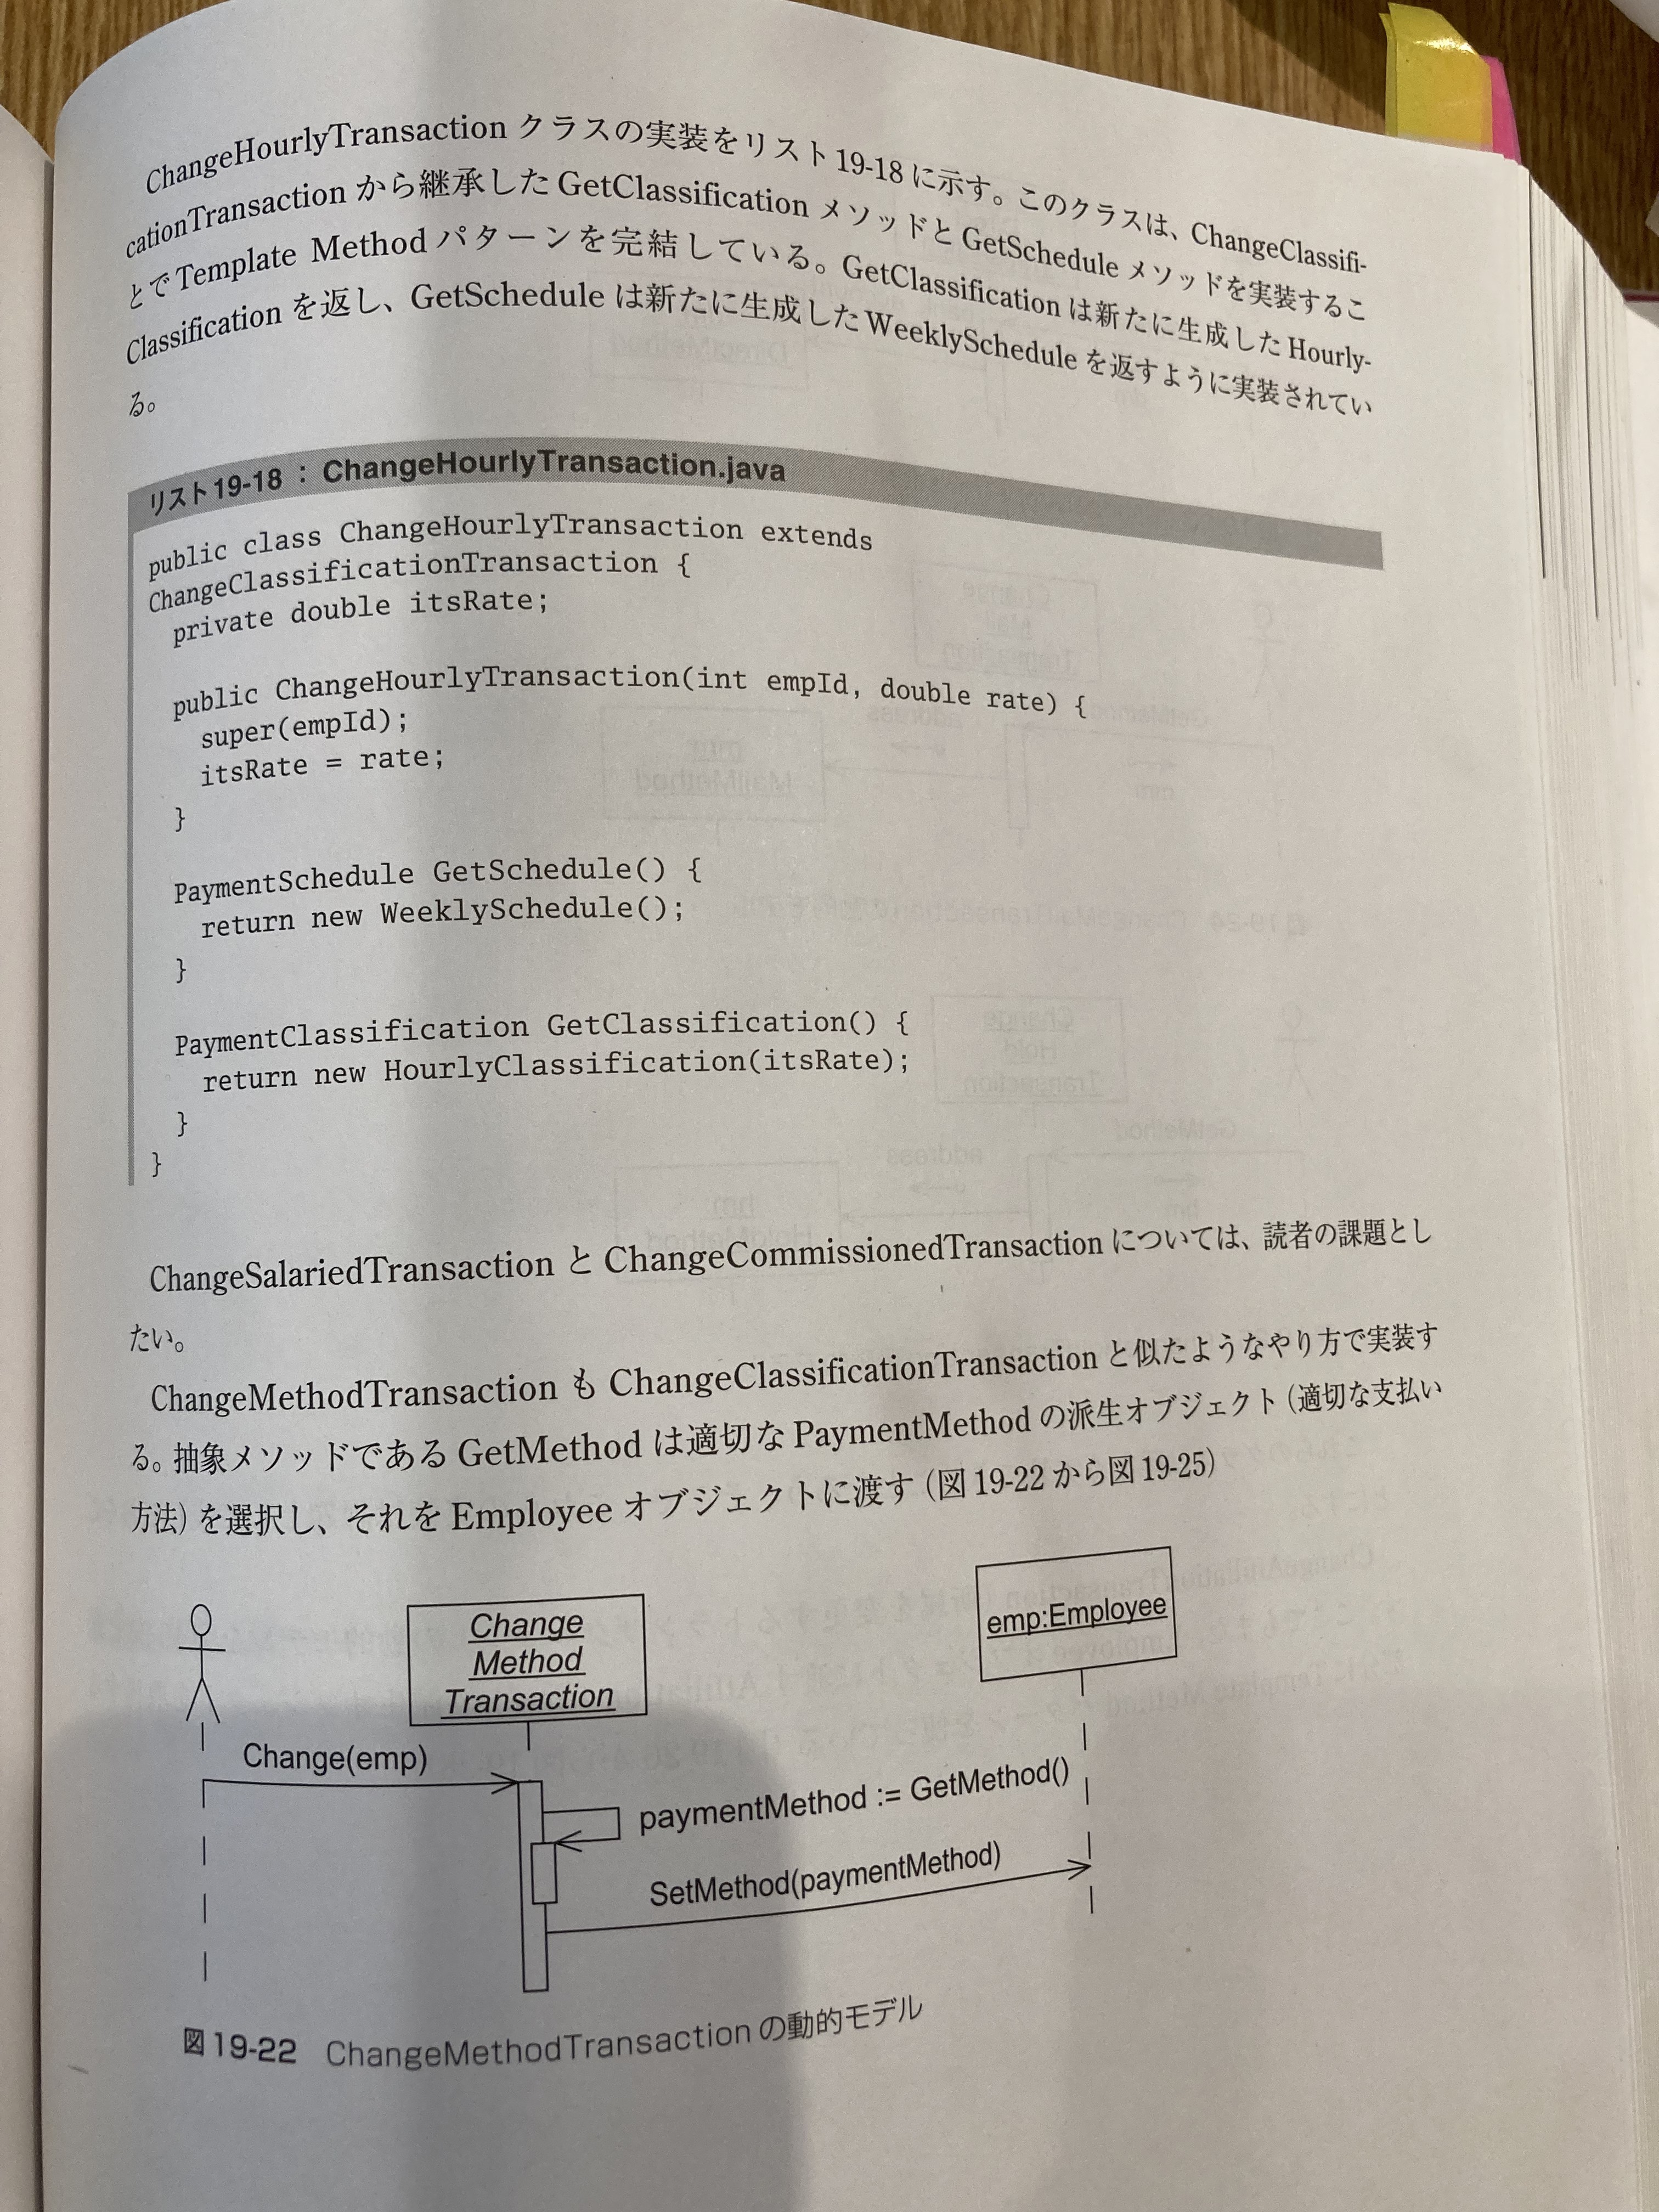 ChangeHourlyTransaction クラスの実装をリスト19-18 に示す。このクラスは、ChangeClassifi-
cationTransaction から継承した GetClassification メソッドと GetSchedule メソッドを実装するこ
とで Template Method パターンを完結している。GetClassification は新たに生成した Hourly-
Classification を返し、GetSchedule は新たに生成した WeeklySchedule を返すように実装されてい
る。
リスト19-18 : ChangeHourlyTransaction.java
public class ChangeHourlyTransaction extends
ChangeClassificationTransaction {
private double itsRate;
public ChangeHourlyTransaction(int empId, double rate) {
super(empId);
itsRate = rate;
}
PaymentSchedule GetSchedule() {
return new WeeklySchedule();
}
PaymentClassification GetClassification() {
return new HourlyClassification(itsRate);
}
}
ChangeSalariedTransaction と ChangeCommissionedTransaction については、読者の課題とし
たい。
ChangeMethodTransaction も ChangeClassificationTransaction と似たようなやり方で実装す
る。抽象メソッドである GetMethod は適切な PaymentMethod の派生オブジェクト（適切な支払い
方法）を選択し、それを Employee オブジェクトに渡す（図 19-22 から図 19-25）
Change
Method
Transaction
emp:Employee
Change(emp)
paymentMethod := GetMethod()
SetMethod(paymentMethod)
図19-22 ChangeMethodTransaction の動的モデル